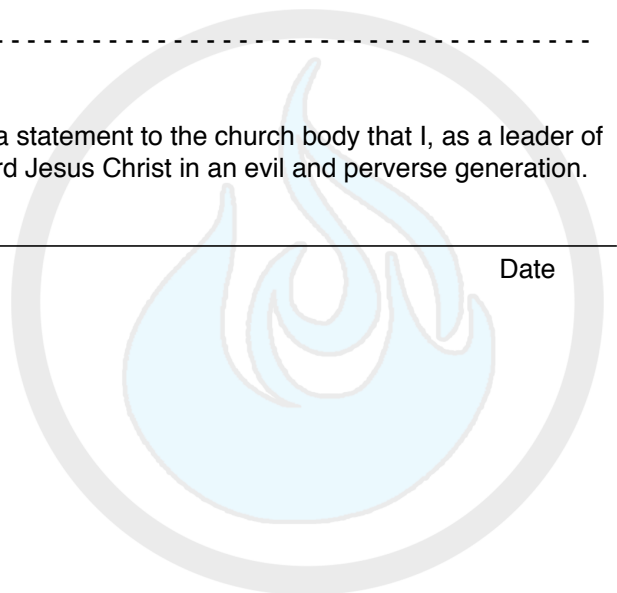 a statement to the church body that I, as a leader of
rd Jesus Christ in an evil and perverse generation.
Date